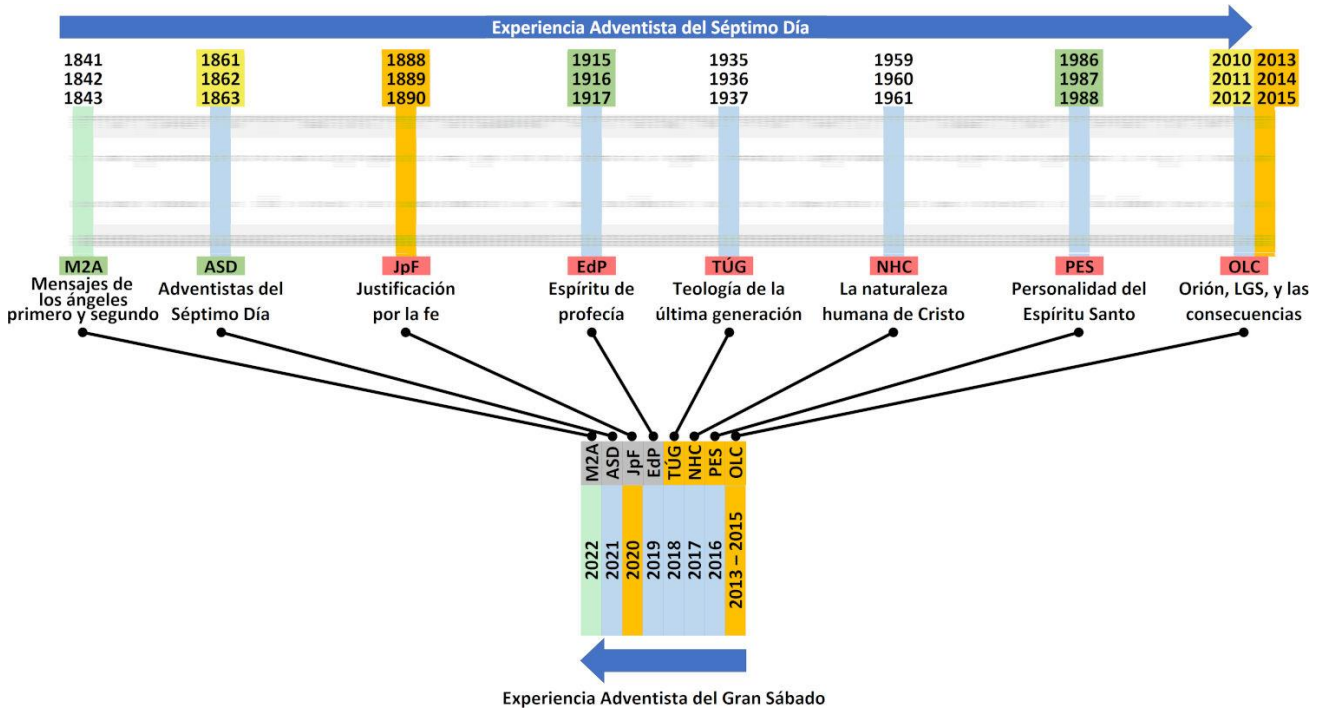 Experiencia Adventista del Séptimo Día
1841 1861 1888 1915 1935 1959 1986 2010 2013
1842 1862 1889 1916 1936 1960 1987 2011 2014
1843 1863 1890 1917 1937 1961 1988 2012 2015
M2A ASD JpF EdP TÚG NHC PES OLC
Mensajes de los ángeles primero y segundo
Adventistas del Séptimo Día
Justificación por la fe
Espíritu de profecía
Teología de la última generación
La naturaleza humana de Cristo
Personalidad del Espíritu Santo
Orión, LGS, y las consecuencias
M2A ASD JpF EdP TÚG NHC PES OLC
2022 2021 2020 2019 2018 2017 2016 2013 – 2015
Experiencia Adventista del Gran Sábado